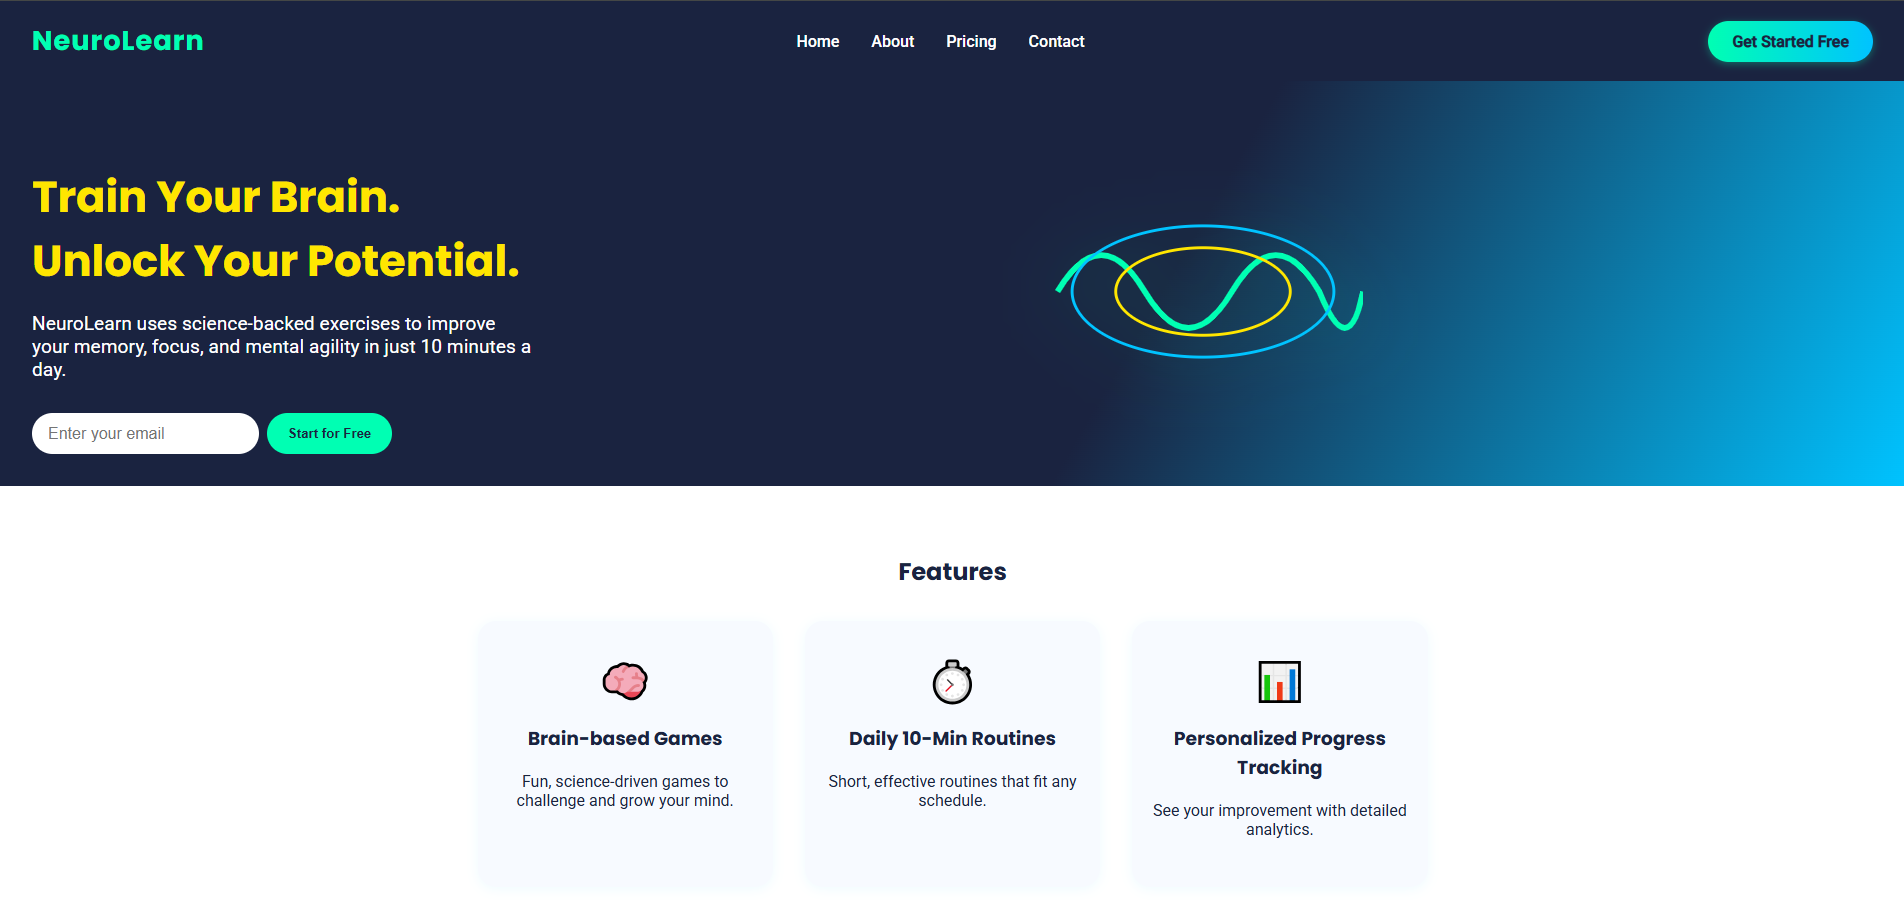 NeuroLearn
Home
About
Pricing
Contact
Get Started Free
Train Your Brain.
Unlock Your Potential.
NeuroLearn uses science-backed exercises to improve
your memory, focus, and mental agility in just 10 minutes a
day.
Enter your email
Start for Free
Features
Brain-based Games
Fun, science-driven games to
challenge and grow your mind.
Daily 10-Min Routines
Short, effective routines that fit any
schedule.
Personalized Progress
Tracking
See your improvement with detailed
analytics.